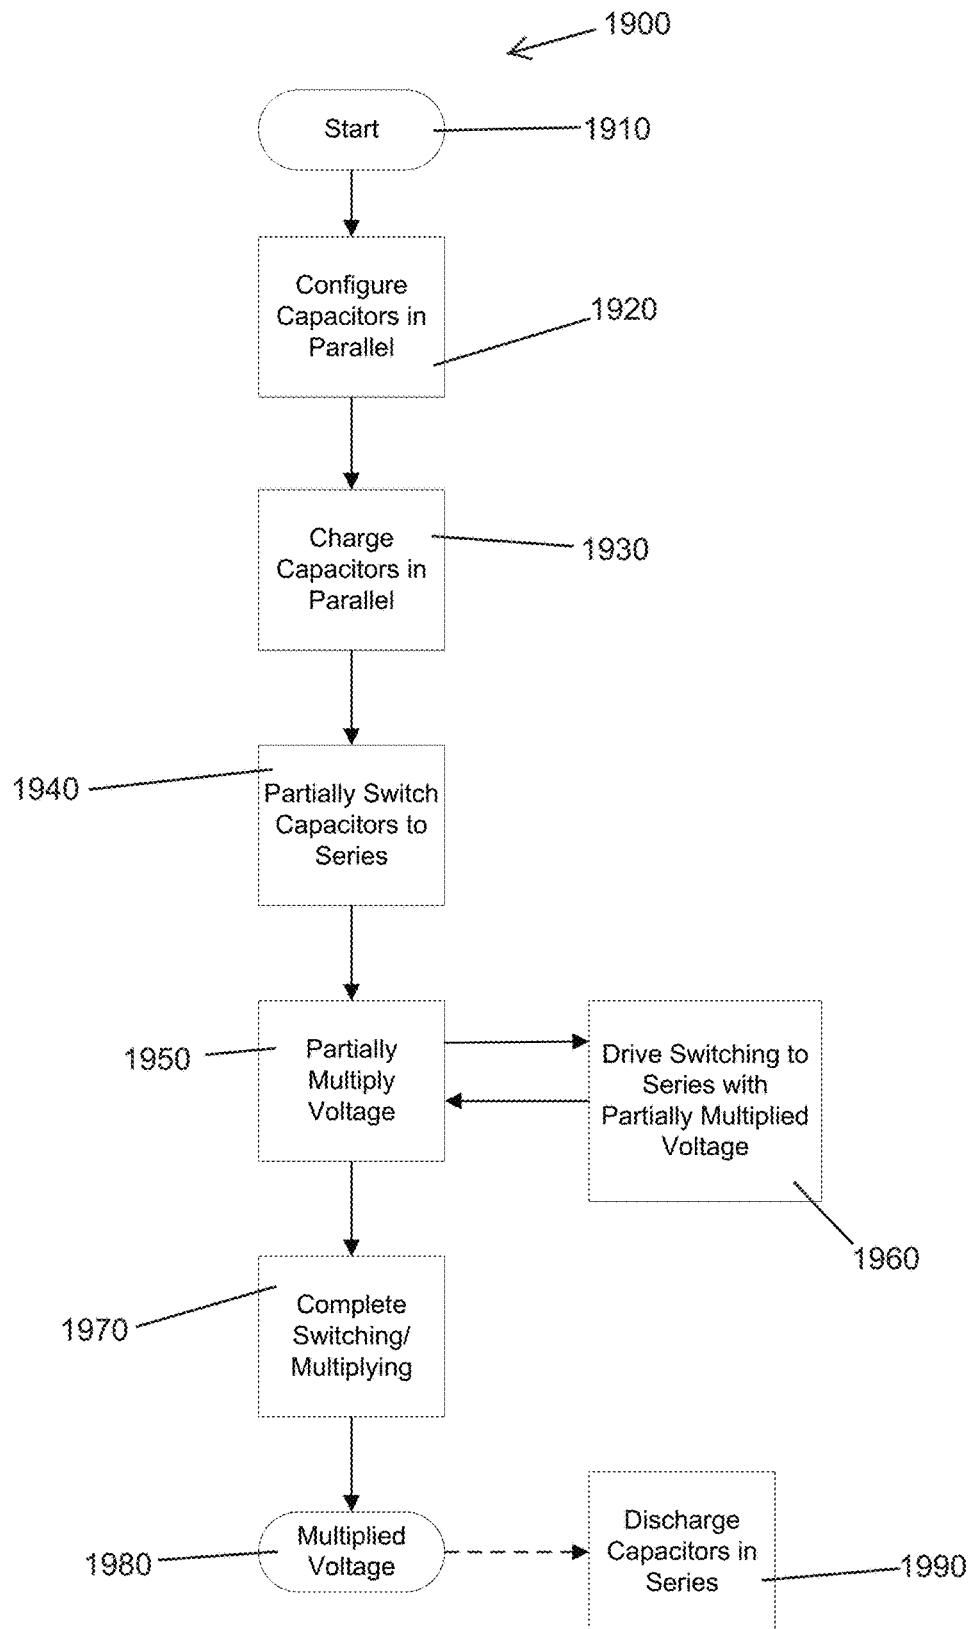 1900
Start
1910
Configure
Capacitors in
Parallel
1920
Charge
Capacitors in
Parallel
1930
1940
Partially Switch
Capacitors to
Series
1950
Partially
Multiply
Voltage
Drive Switching to
Series with
Partially Multiplied
Voltage
1960
1970
Complete
Switching/
Multiplying
1980
Multiplied
Voltage
Discharge
Capacitors in
Series
1990